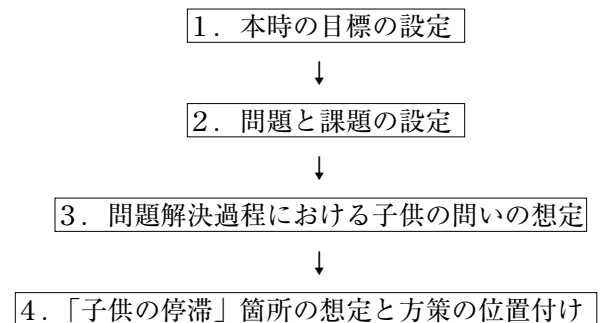 １．本時の目標の設定
↓
２．問題と課題の設定
↓
３．問題解決過程における子供の問いの想定
↓
４．「子供の停滞」箇所の想定と方策の位置付け